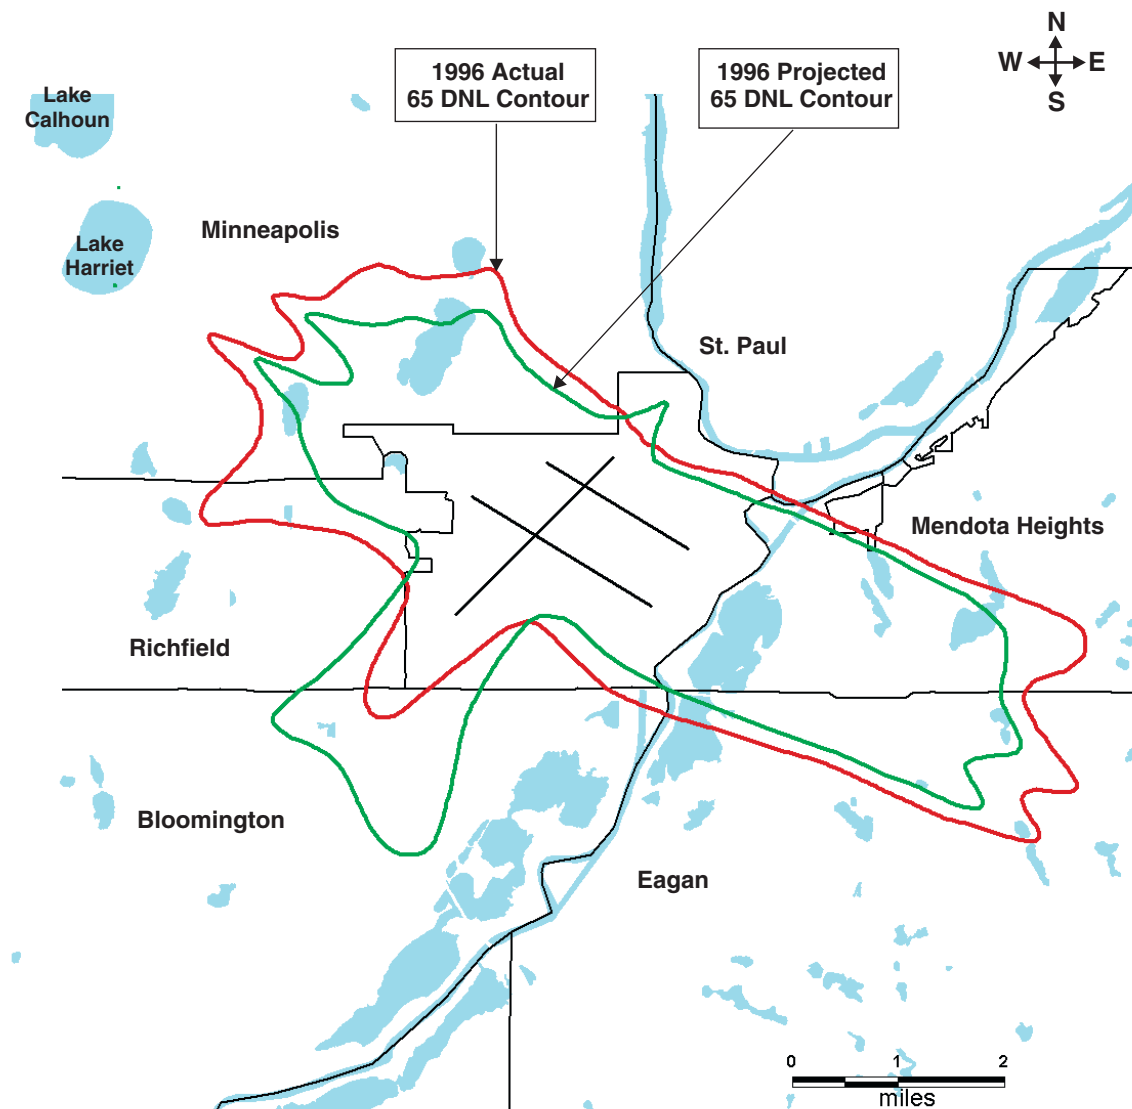 N
W E
S
1996 Actual
65 DNL Contour
1996 Projected
65 DNL Contour
Lake
Calhoun
Minneapolis
Lake
Harriet
St. Paul
Mendota Heights
Richfield
Bloomington
Eagan
0 1 2
miles